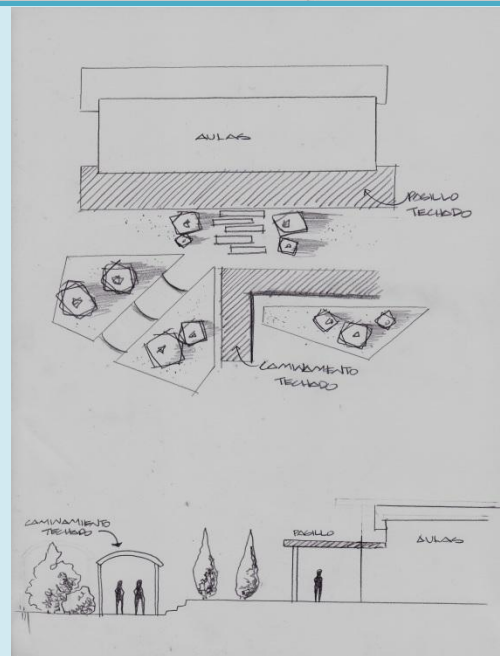 AULAS
PASILLO
TECHADO
CAMINAMIENTO
TECHADO
CAMINAMIENTO
TECHADO
PASILLO
AULAS